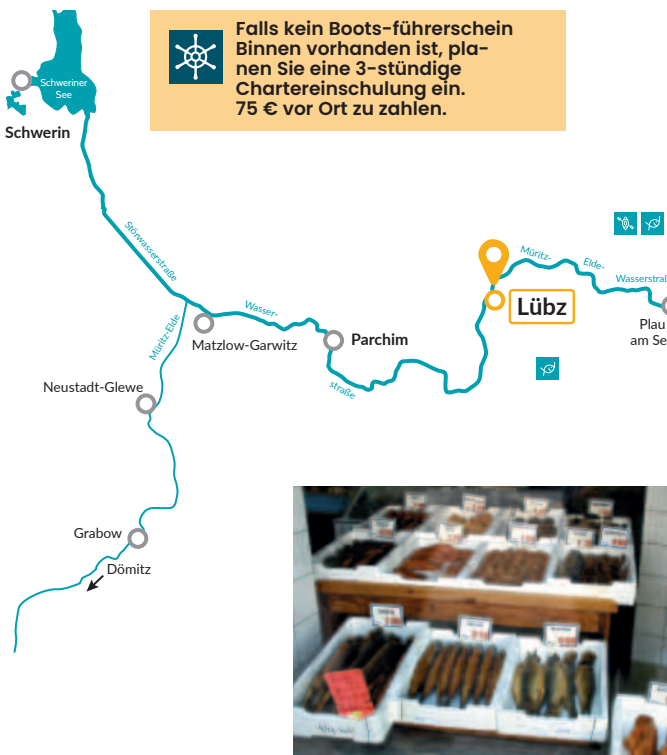 Falls kein Boots-führerschein
Binnen vorhanden ist, pla-
nen Sie eine 3-stündige
Chartereinschulung ein.
75 € vor Ort zu zahlen.
Schweriner
See
Schwerin
Störwasserstraße
Müritz-
Elde-
Wasserstraß
Lübz
Plau
am Se
Wasser-
Müritz-Elde
Matzlow-Garwitz
Parchim
straße
Neustadt-Glewe
Grabow
Dömitz